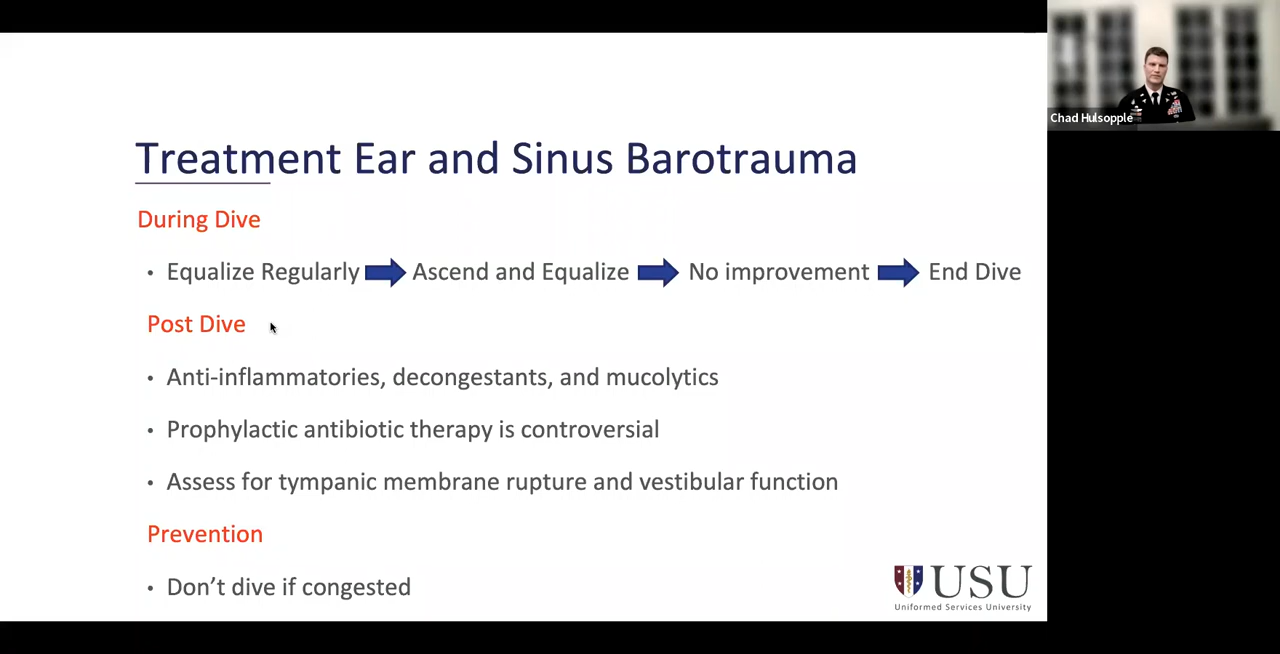 Treatment Ear and Sinus Barotrauma
During Dive
• Equalize Regularly Ascend and Equalize No improvement End Dive
Post Dive
• Anti-inflammatories, decongestants, and mucolytics
• Prophylactic antibiotic therapy is controversial
• Assess for tympanic membrane rupture and vestibular function
Prevention
• Don’t dive if congested
USU
Uniformed Services University
Chad Hulsopple